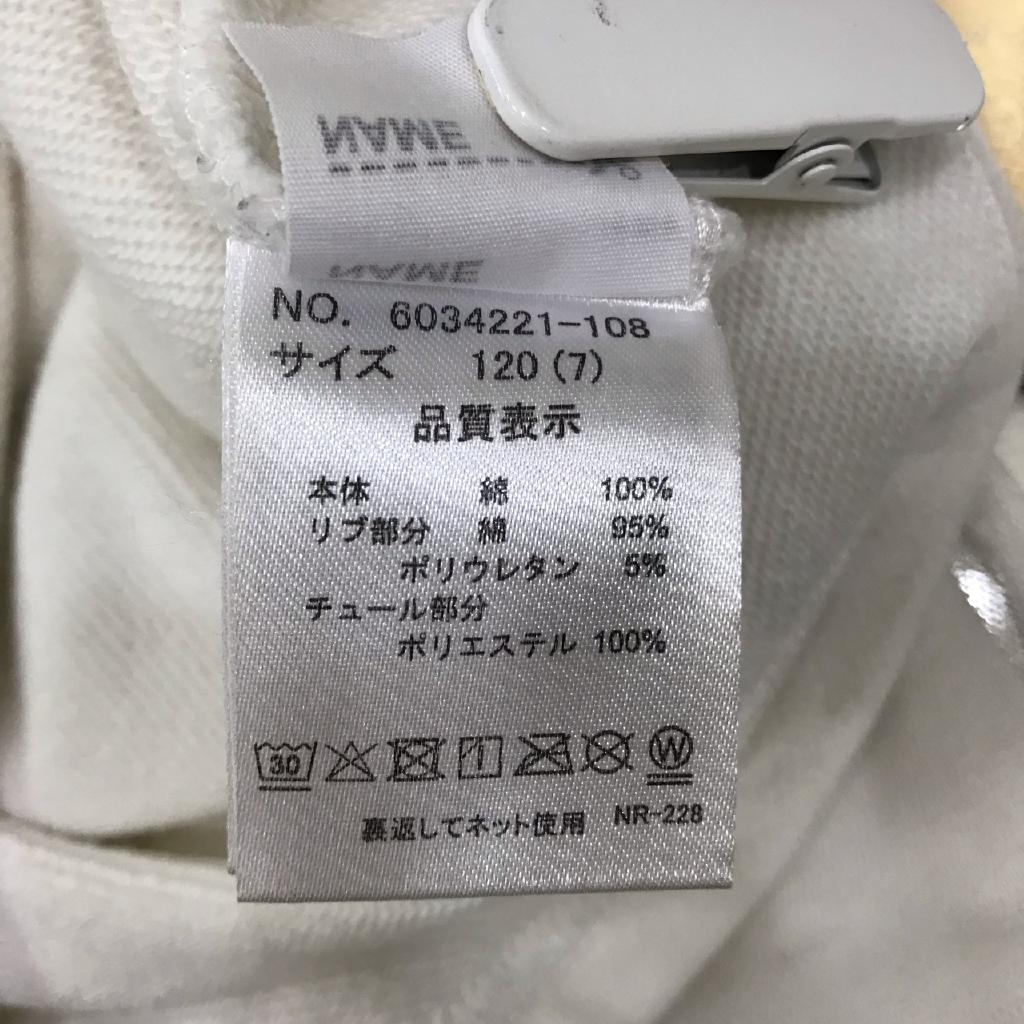 NAME
NAME
NO. 6034221-108
サイズ 120 (7)
品質表示
本体 綿 100%
リブ部分 綿 95%
ポリウレタン 5%
チュール部分
ポリエステル 100%
30 W
裏返してネット使用 NR-228